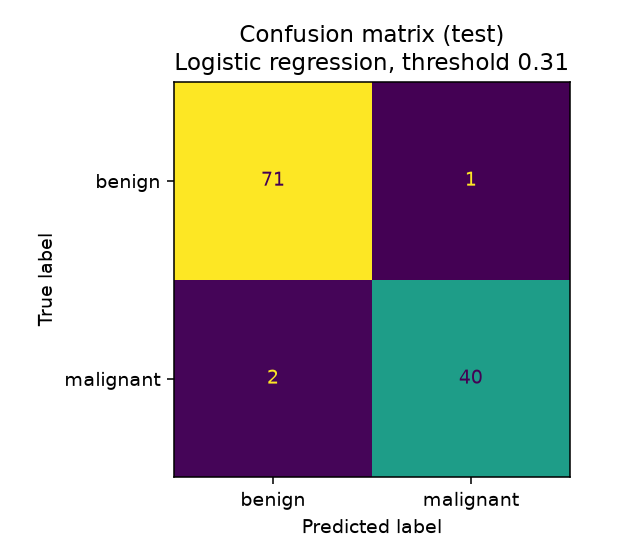 Confusion matrix (test)
Logistic regression, threshold 0.31
True label
benign
71
1
malignant
2
40
benign
malignant
Predicted label